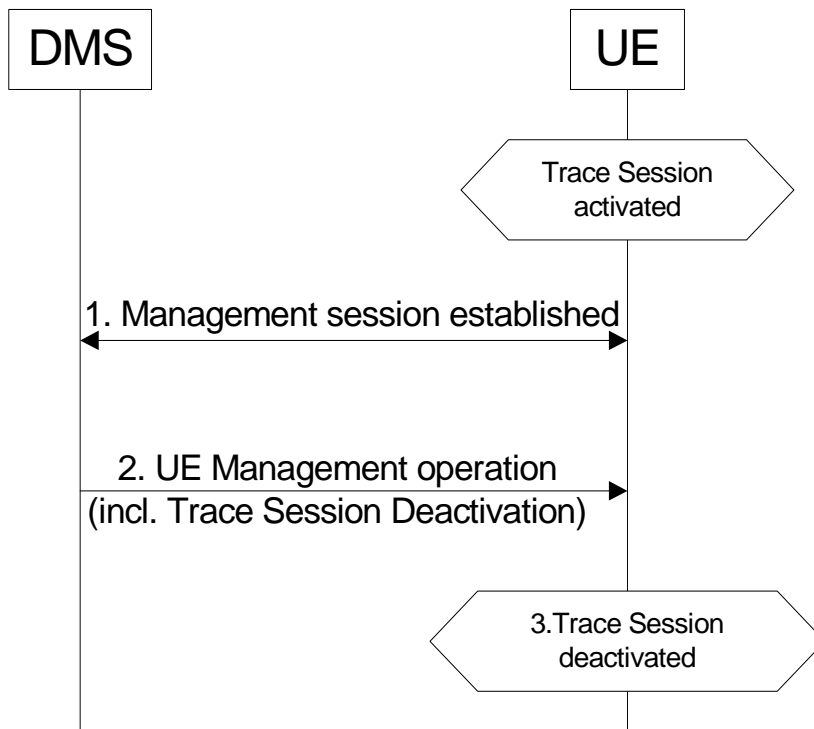 DMS
UE
Trace Session
activated
1. Management session established
2. UE Management operation
(incl. Trace Session Deactivation)
3.Trace Session
deactivated